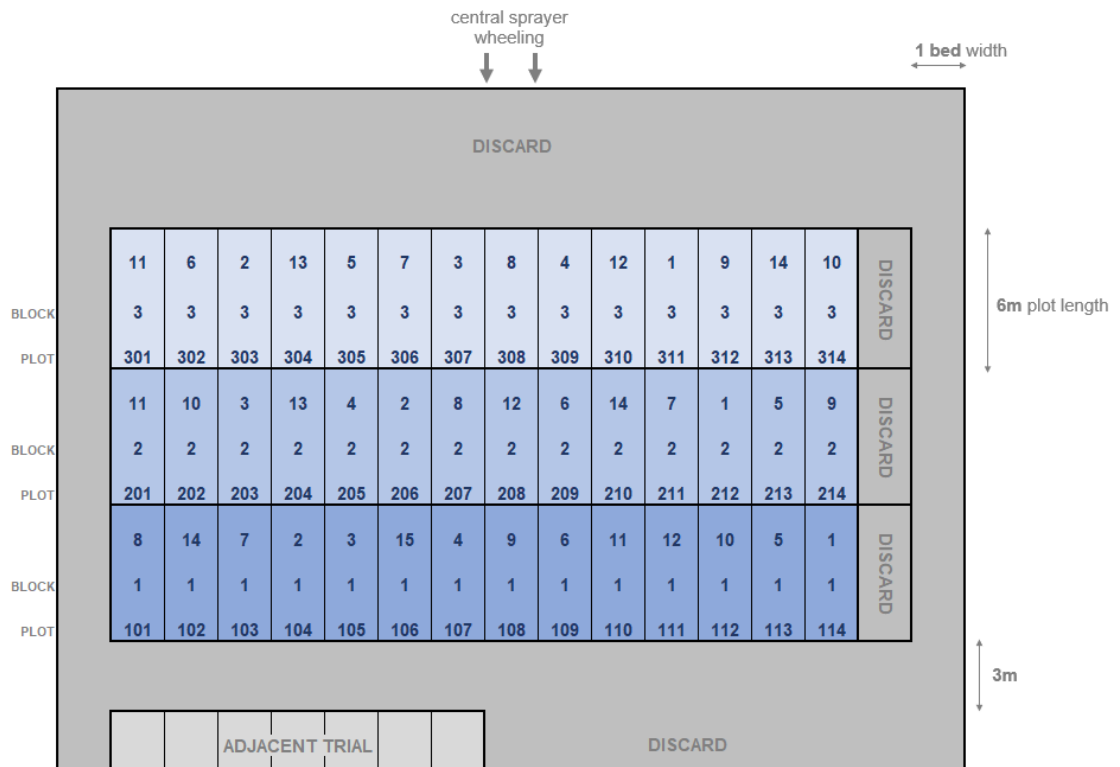 central sprayer
wheeling
1 bed width
DISCARD
11 6 2 13 5 7 3 8 4 12 1 9 14 10
DISCARD
6m plot length
BLOCK 3 3 3 3 3 3 3 3 3 3 3 3 3 3
PLOT 301 302 303 304 305 306 307 308 309 310 311 312 313 314
11 10 3 13 4 2 8 12 6 14 7 1 5 9
DISCARD
BLOCK 2 2 2 2 2 2 2 2 2 2 2 2 2 2
PLOT 201 202 203 204 205 206 207 208 209 210 211 212 213 214
8 14 7 2 3 15 4 9 6 11 12 10 5 1
DISCARD
BLOCK 1 1 1 1 1 1 1 1 1 1 1 1 1 1
PLOT 101 102 103 104 105 106 107 108 109 110 111 112 113 114
3m
ADJACENT TRIAL
DISCARD